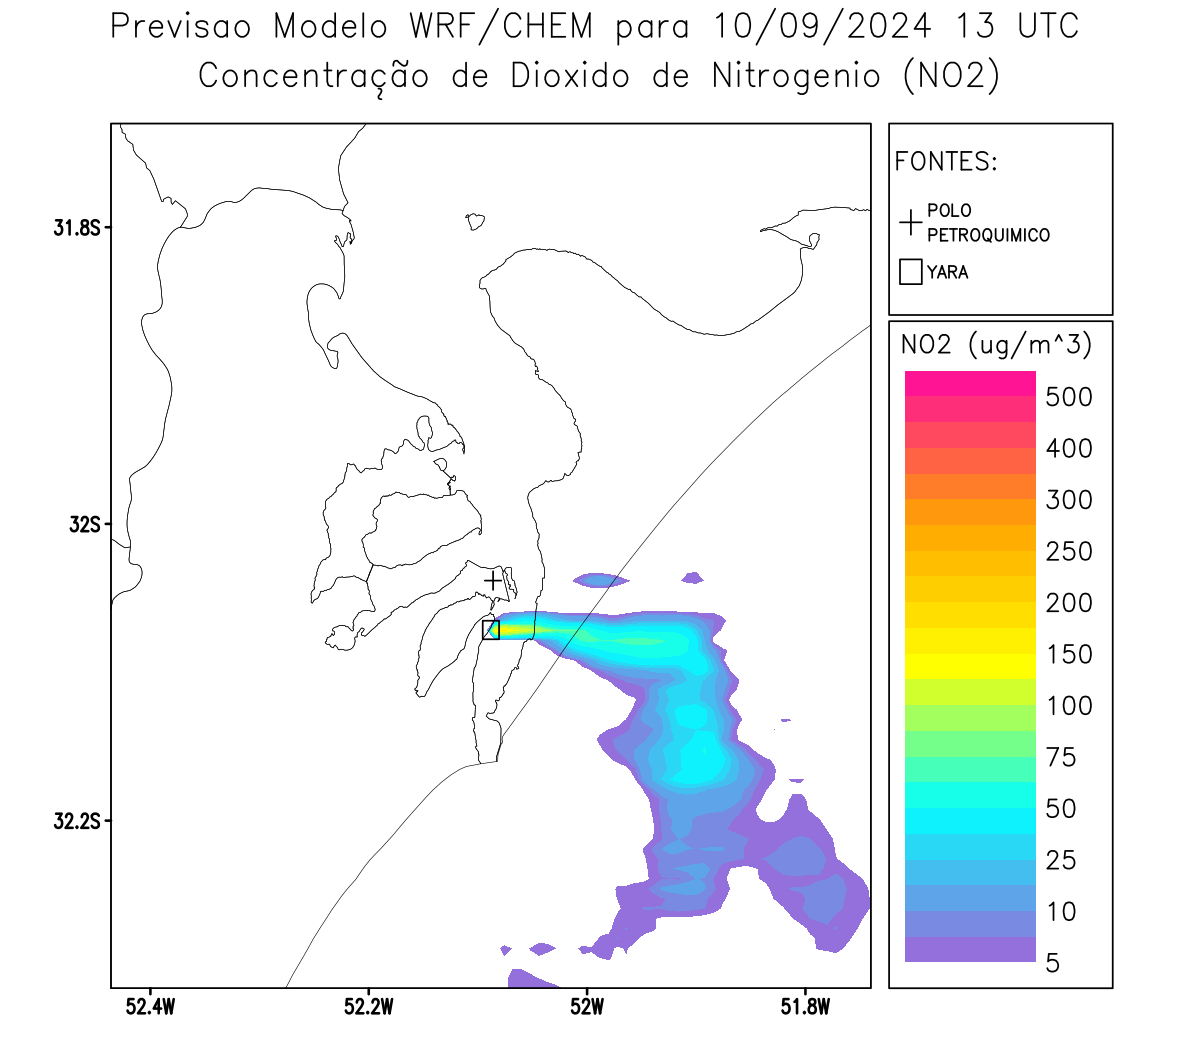 Previsao Modelo WRF/CHEM para 10/09/2024 13 UTC
Concentração de Dioxido de Nitrogenio (NO2)
FONTES:
POLO
PETROQUIMICO
YARA
31.8S
32S
32.2S
52.4W
52.2W
52W
51.8W
NO2 (ug/m^3)
500
400
300
250
200
150
100
75
50
25
10
5